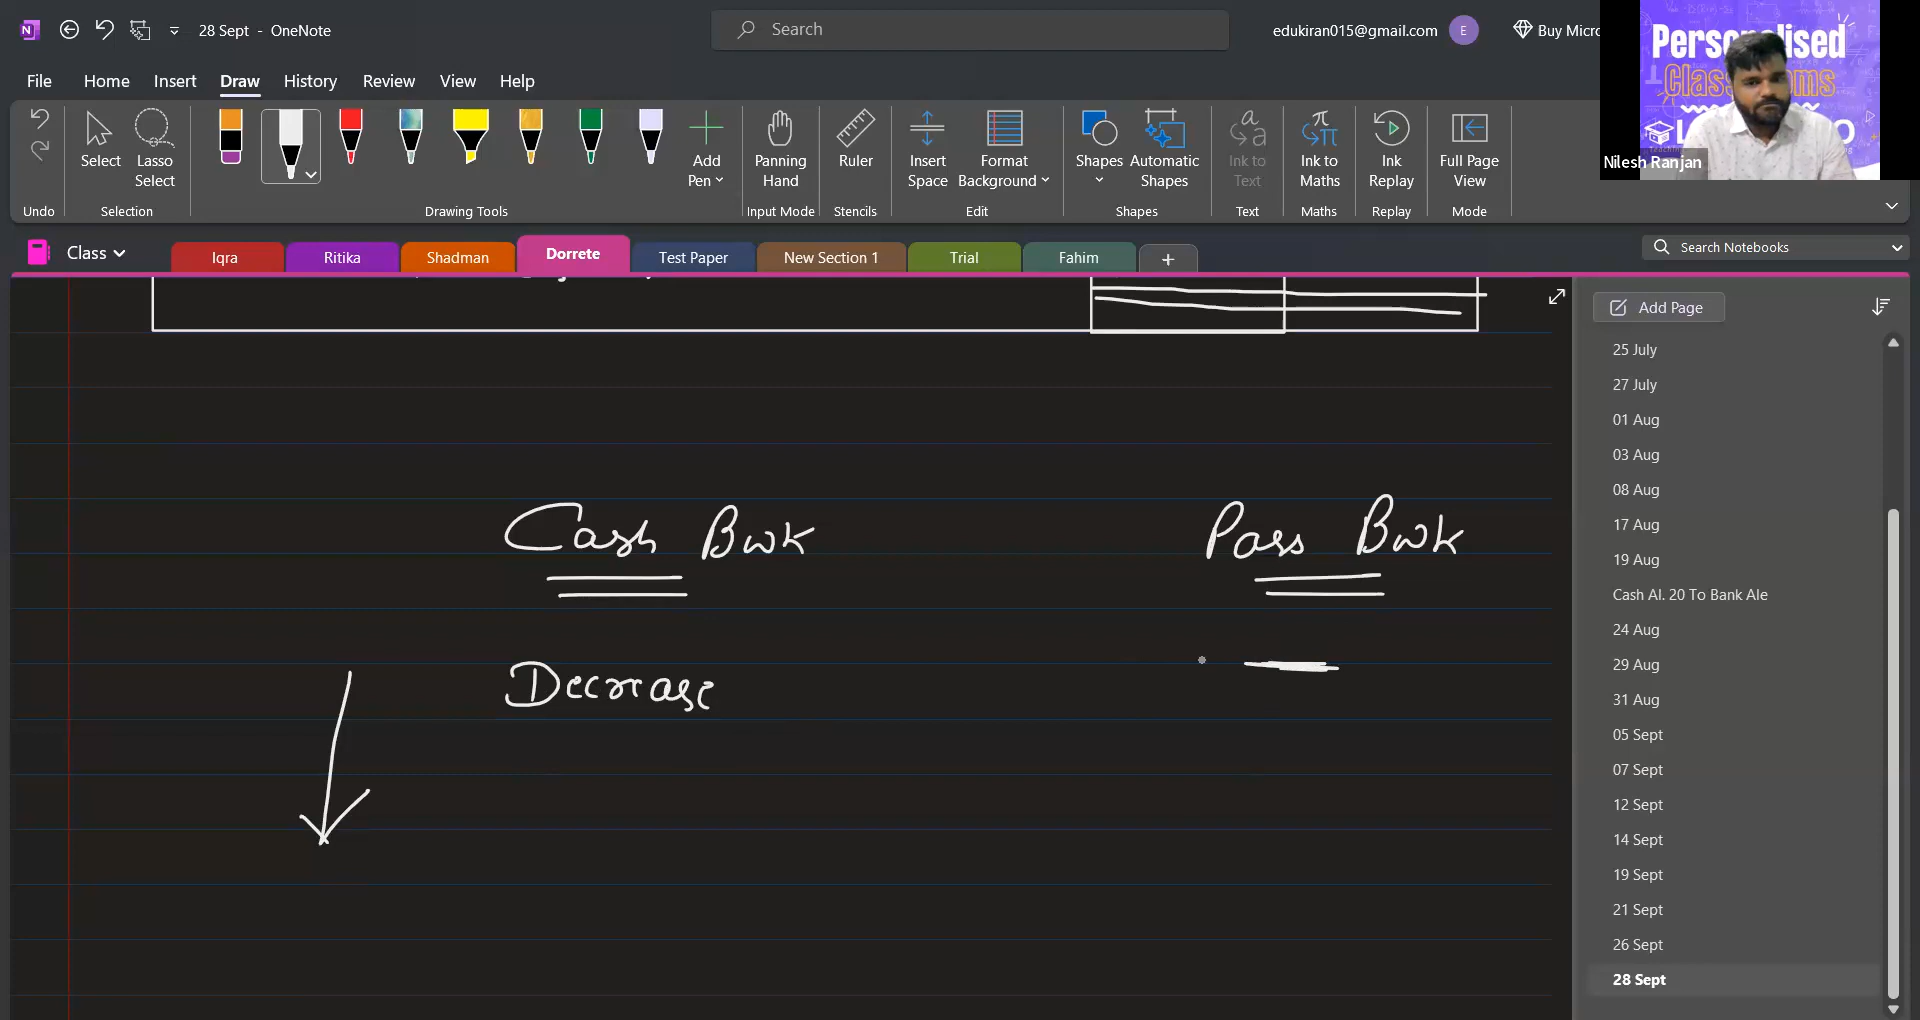 28 Sept - OneNote
Search
edukiran015@gmail.com
E
Buy Micro
File
Home
Insert
Draw
History
Review
View
Help
Select
Lasso
Select
Add
Pen
Panning
Hand
Ruler
Insert
Space
Format
Background
Shapes
Automatic
Shapes
Ink to
Text
Ink to
Maths
Ink
Replay
Full Page
View
Undo
Selection
Drawing Tools
Input Mode
Stencils
Edit
Shapes
Text
Maths
Replay
Mode
Personalised
Nilesh Ranjan
Class
Iqra
Ritika
Shadman
Dorrete
Test Paper
New Section 1
Trial
Fahim
Search Notebooks
Cash Book
Pass Book
Decrease
Add Page
25 July
27 July
01 Aug
03 Aug
08 Aug
17 Aug
19 Aug
Cash Al. 20 To Bank Ale
24 Aug
29 Aug
31 Aug
05 Sept
07 Sept
12 Sept
14 Sept
19 Sept
21 Sept
26 Sept
28 Sept